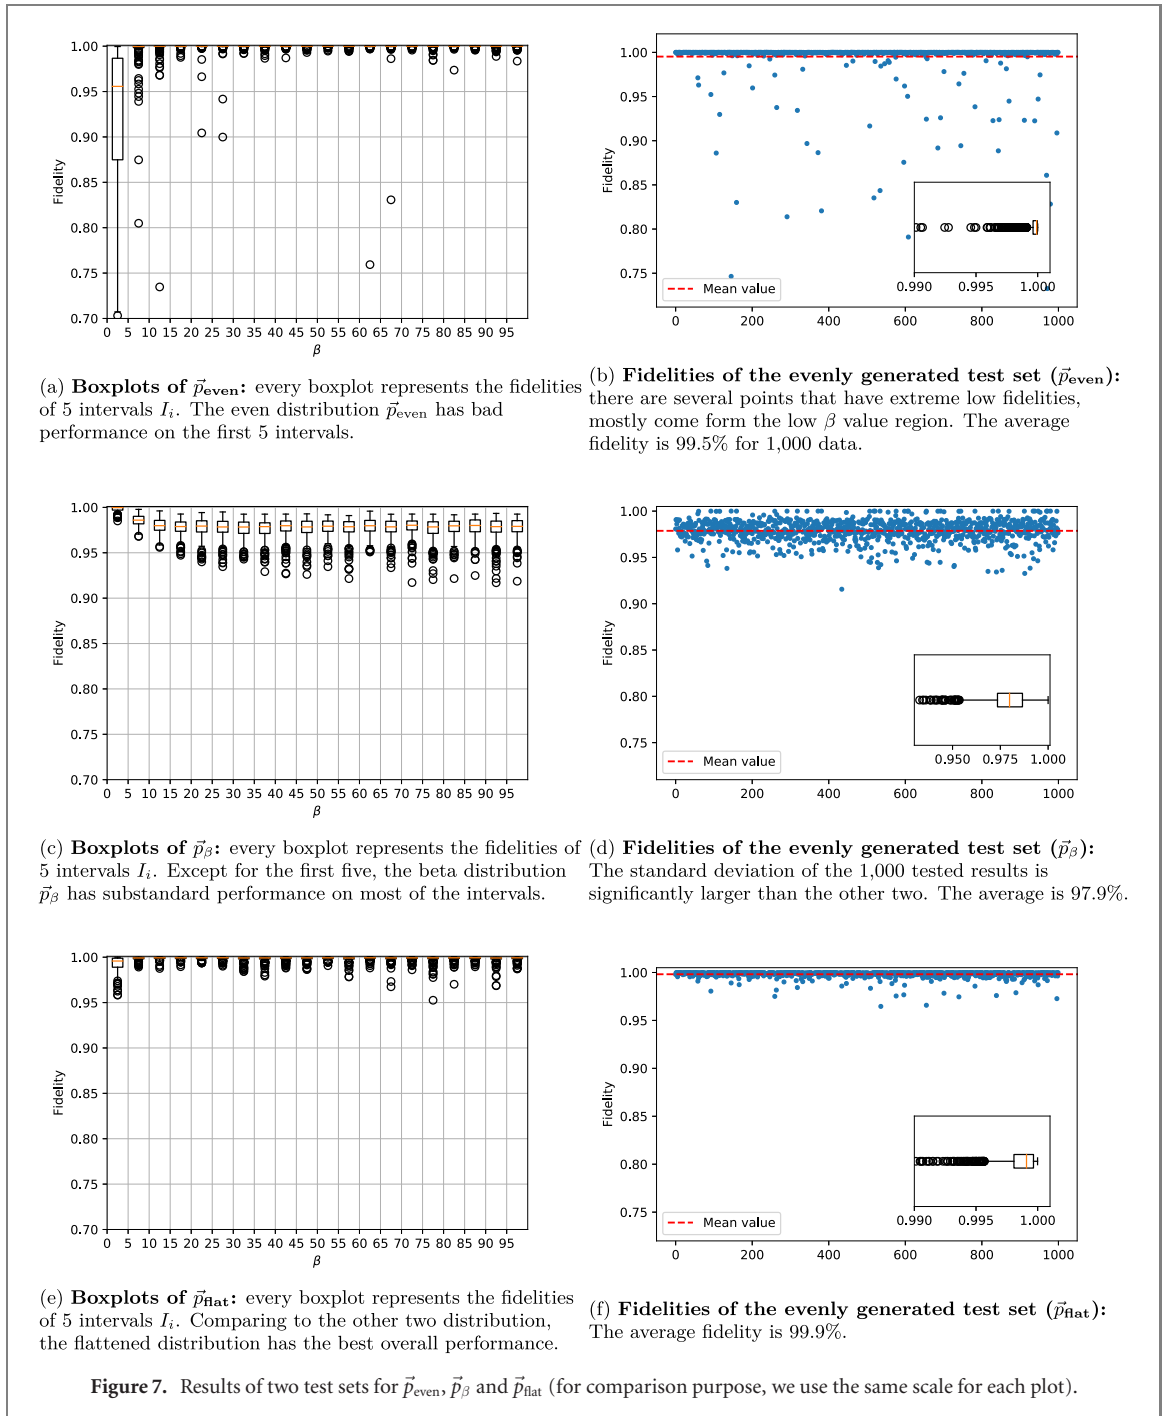 1.00
0.95
0.90
0.85
0.80
0.75
0.70
Fidelity
0 5 10 15 20 25 30 35 40 45 50 55 60 65 70 75 80 85 90 95
β
(a) Boxplots of p⃗even: every boxplot represents the fidelities
of 5 intervals Ii. The even distribution p⃗even has bad
performance on the first 5 intervals.
1.00
0.95
0.90
0.85
0.80
0.75
Fidelity
0 200 400 600 800 1000
Mean value
0.990 0.995 1.000
(b) Fidelities of the evenly generated test set (p⃗even):
there are several points that have extreme low fidelities,
mostly come form the low β value region. The average
fidelity is 99.5% for 1,000 data.
1.00
0.95
0.90
0.85
0.80
0.75
0.70
Fidelity
0 5 10 15 20 25 30 35 40 45 50 55 60 65 70 75 80 85 90 95
β
(c) Boxplots of p⃗β: every boxplot represents the fidelities of
5 intervals Ii. Except for the first five, the beta distribution
p⃗β has substandard performance on most of the intervals.
1.00
0.95
0.90
0.85
0.80
0.75
Fidelity
0 200 400 600 800 1000
Mean value
0.950 0.975 1.000
(d) Fidelities of the evenly generated test set (p⃗β):
The standard deviation of the 1,000 tested results is
significantly larger than the other two. The average is 97.9%.
1.00
0.95
0.90
0.85
0.80
0.75
0.70
Fidelity
0 5 10 15 20 25 30 35 40 45 50 55 60 65 70 75 80 85 90 95
β
(e) Boxplots of p⃗flat: every boxplot represents the fidelities
of 5 intervals Ii. Comparing to the other two distribution,
the flattened distribution has the best overall performance.
1.00
0.95
0.90
0.85
0.80
0.75
Fidelity
0 200 400 600 800 1000
Mean value
0.990 0.995 1.000
(f) Fidelities of the evenly generated test set (p⃗flat):
The average fidelity is 99.9%.
Figure 7. Results of two test sets for p⃗even, p⃗β and p⃗flat (for comparison purpose, we use the same scale for each plot).